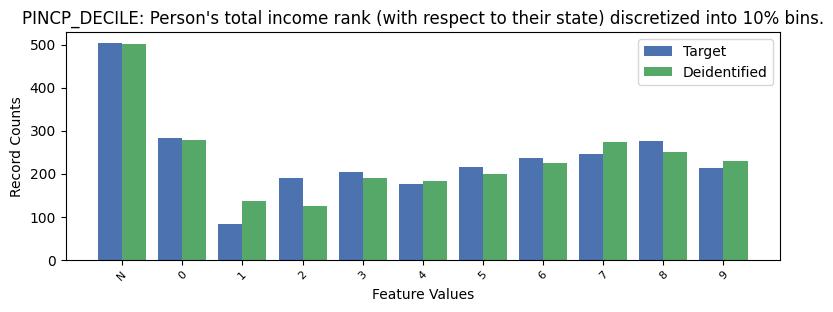 PINCP_DECILE: Person's total income rank (with respect to their state) discretized into 10% bins.
Target
Deidentified
Record Counts
500
400
300
200
100
0
N 0 1 2 3 4 5 6 7 8 9
Feature Values